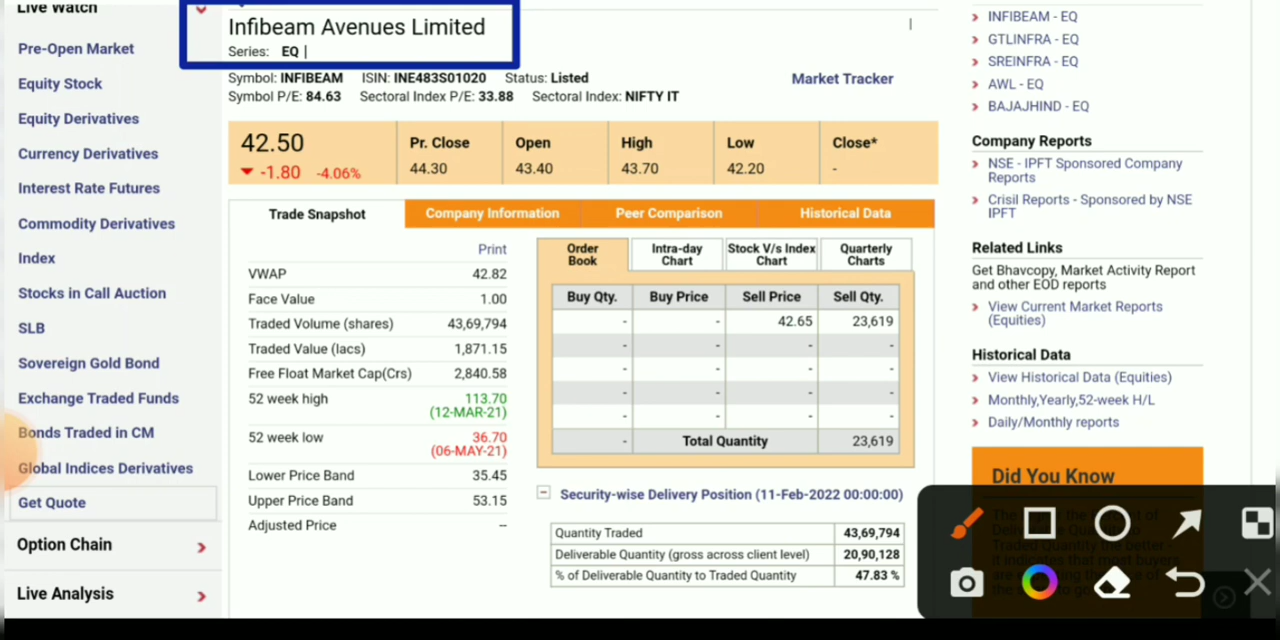 Live Watch
Pre-Open Market
Equity Stock
Equity Derivatives
Currency Derivatives
Interest Rate Futures
Commodity Derivatives
Index
Stocks in Call Auction
SLB
Sovereign Gold Bond
Exchange Traded Funds
Bonds Traded in CM
Global Indices Derivatives
Get Quote
Option Chain
Live Analysis
Infibeam Avenues Limited
Series: EQ |
Symbol: INFIBEAM ISIN: INE483S01020 Status: Listed
Symbol P/E: 84.63 Sectoral Index P/E: 33.88 Sectoral Index: NIFTY IT
Market Tracker
42.50 Pr. Close Open High Low Close*
-1.80 -4.06% 44.30 43.40 43.70 42.20 -
Trade Snapshot Company Information Peer Comparison Historical Data
Print
VWAP 42.82
Face Value 1.00
Traded Volume (shares) 43,69,794
Traded Value (lacs) 1,871.15
Free Float Market Cap(Crs) 2,840.58
52 week high 113.70
(12-MAR-21)
52 week low 36.70
(06-MAY-21)
Lower Price Band 35.45
Upper Price Band 53.15
Adjusted Price --
Order Intra-day Stock V/s Index Quarterly
Book Chart Chart Charts
Buy Qty. Buy Price Sell Price Sell Qty.
- - 42.65 23,619
- - - -
- - - -
- - - -
- - - -
- Total Quantity 23,619
Security-wise Delivery Position (11-Feb-2022 00:00:00)
Quantity Traded 43,69,794
Deliverable Quantity (gross across client level) 20,90,128
% of Deliverable Quantity to Traded Quantity 47.83 %
INFIBEAM - EQ
GTLINFRA - EQ
SREINFRA - EQ
AWL - EQ
BAJAJHIND - EQ
Company Reports
NSE - IPFT Sponsored Company
Reports
Crisil Reports - Sponsored by NSE
IPFT
Related Links
Get Bhavcopy, Market Activity Report
and other EOD reports
View Current Market Reports
(Equities)
Historical Data
View Historical Data (Equities)
Monthly,Yearly,52-week H/L
Daily/Monthly reports
Did You Know